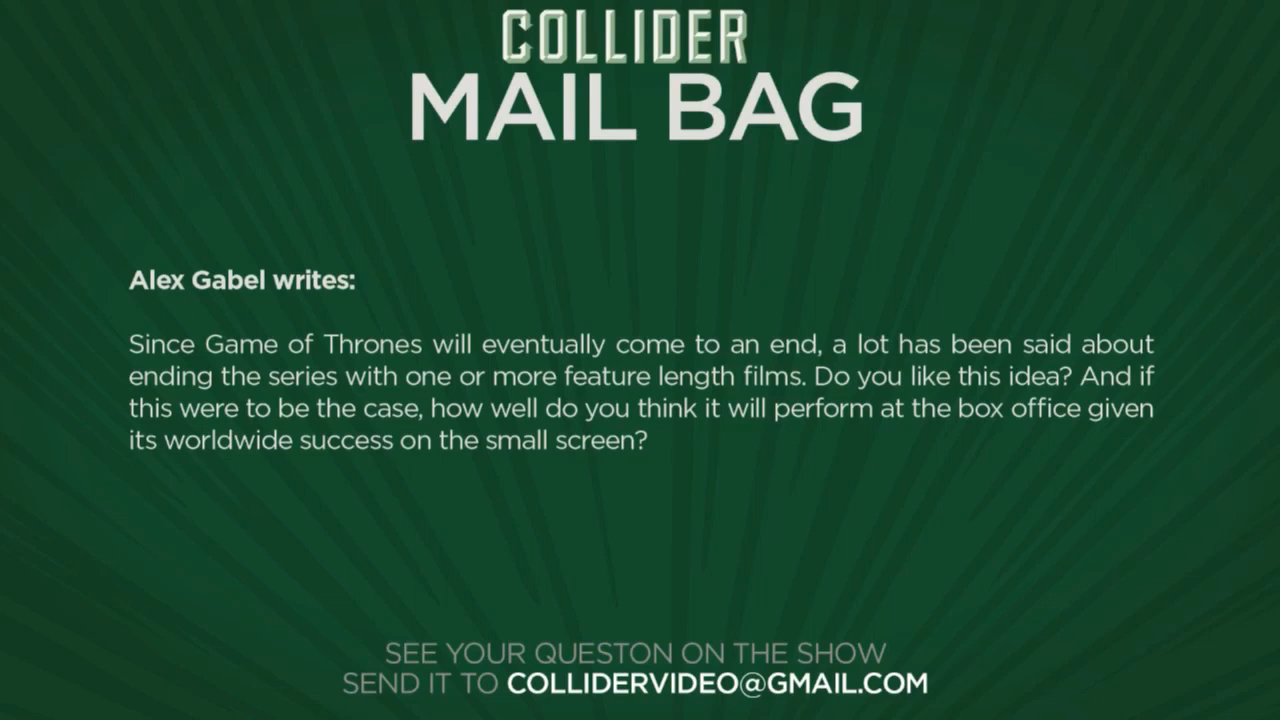 COLLIDER
MAIL BAG
Alex Gabel writes:
Since Game of Thrones will eventually come to an end, a lot has been said about
ending the series with one or more feature length films. Do you like this idea? And if
this were to be the case, how well do you think it will perform at the box office given
its worldwide success on the small screen?
SEE YOUR QUESTON ON THE SHOW
SEND IT TO COLLIDERVIDEO@GMAIL.COM